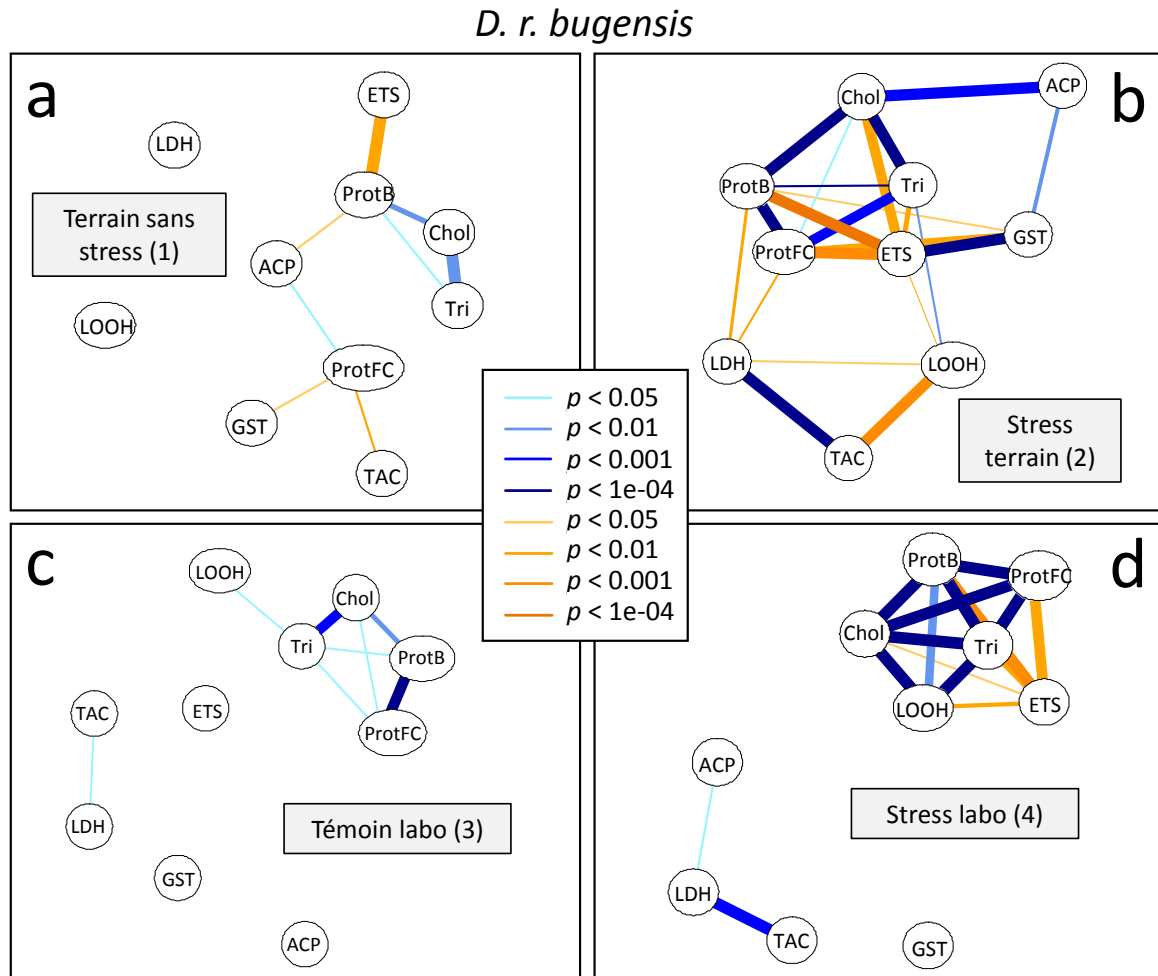 D. r. bugensis
a
ETS
LDH
ProtB
Chol
Terrain sans
stress (1)
ACP
Tri
LOOH
ProtFC
GST
TAC
b
Chol
ACP
ProtB
Tri
GST
ProtFC
ETS
LDH
LOOH
TAC
Stress
terrain (2)
p < 0.05
p < 0.01
p < 0.001
p < 1e-04
p < 0.05
p < 0.01
p < 0.001
p < 1e-04
c
LOOH
Chol
Tri
ProtB
TAC
ETS
ProtFC
LDH
Témoin labo (3)
GST
ACP
d
ProtB
ProtFC
Chol
Tri
LOOH
ETS
ACP
Stress labo (4)
LDH
TAC
GST